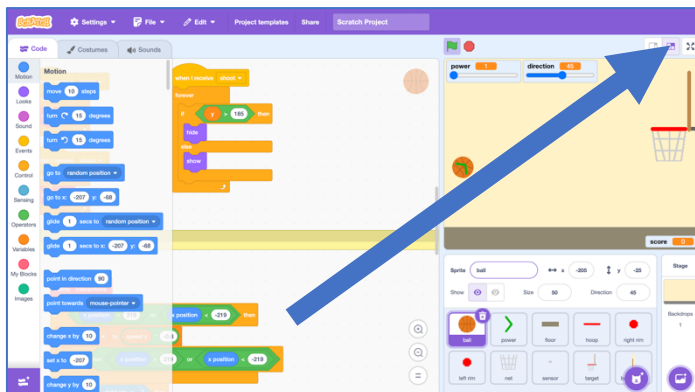 SCRATCH Settings File Edit Project templates Share Scratch Project
Code Costumes Sounds
Motion
Looks
Sound
Events
Control
Sensing
Operators
Variables
My Blocks
Images
Motion
move 10 steps
turn 15 degrees
turn 15 degrees
go to random position
go to x: -207 y: -68
glide 1 secs to random position
glide 1 secs to x: -207 y: -68
point in direction 90
point towards mouse-pointer
change x by 10
set x to -207
change y by 10
when I receive shoot
forever
if y > 185 then
hide
else
show
position < -219 then
or x position < -219
power 1 direction 45
score 0
Sprite ball x -200 y -35
Show Size 50 Direction 45
ball power floor hoop right rim
left rim net sensor target
Stage
Backdrops
1